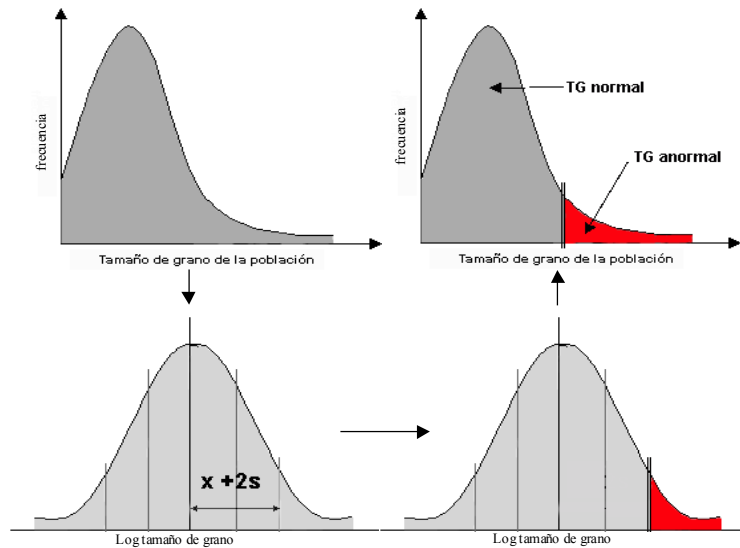 frecuencia
Tamaño de grano de la población
frecuencia
TG normal
TG anormal
Tamaño de grano de la población
x +2s
Log tamaño de grano
Log tamaño de grano